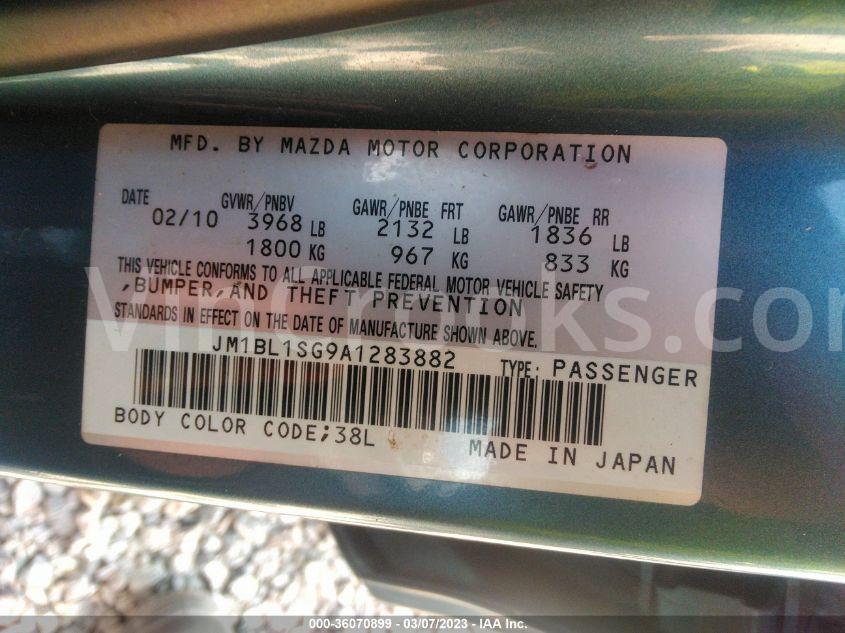 MFD. BY MAZDA MOTOR CORPORATION
DATE GVWR/PNBV GAWR/PNBE FRT GAWR/PNBE RR
02/10 3968 LB 2132 LB 1836 LB
1800 KG 967 KG 833 KG
THIS VEHICLE CONFORMS TO ALL APPLICABLE FEDERAL MOTOR VEHICLE SAFETY
,BUMPER,AND THEFT PREVENTION
STANDARDS IN EFFECT ON THE DATE OF MANUFACTURE SHOWN ABOVE.
JM1BL1SG9A1283882 TYPE: PASSENGER
BODY COLOR CODE;38L MADE IN JAPAN
000-36070899 — 03/07/2023 — IAA Inc.